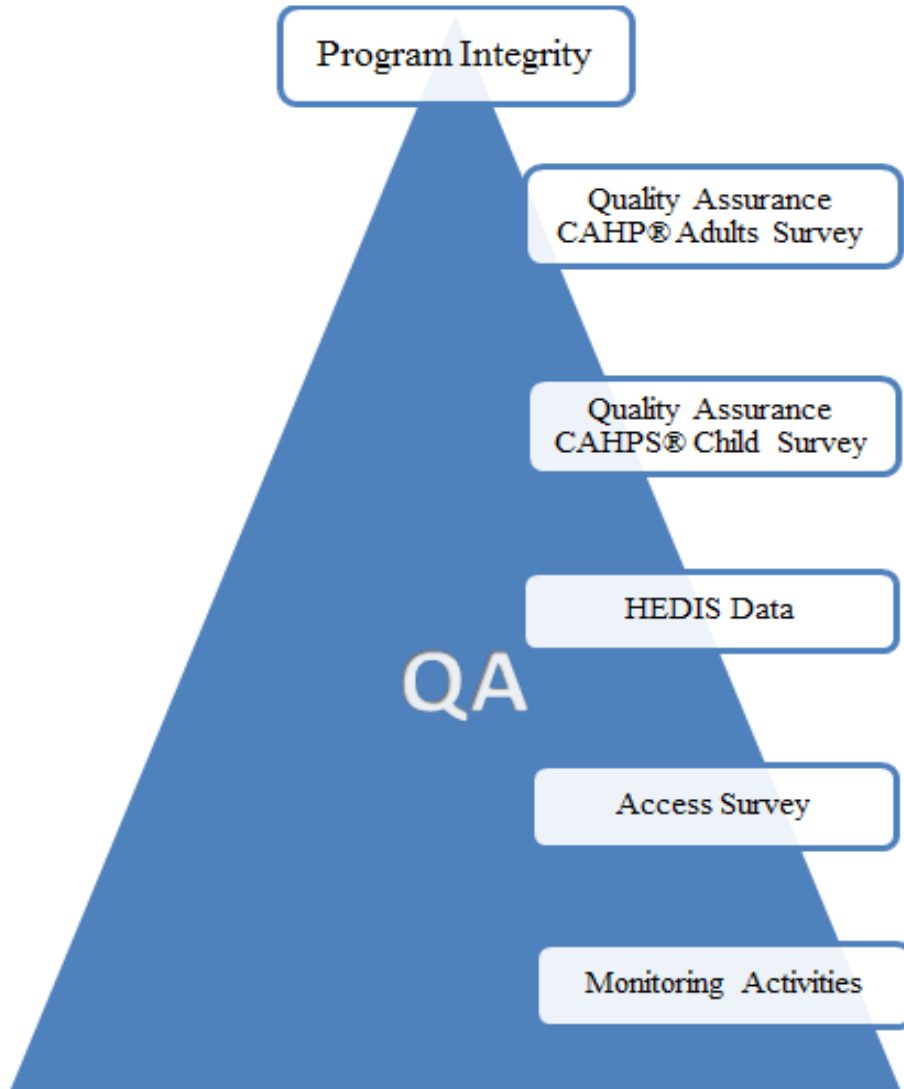 Program Integrity
Quality Assurance
CAHP® Adults Survey
Quality Assurance
CAHPS® Child Survey
HEDIS Data
QA
Access Survey
Monitoring Activities